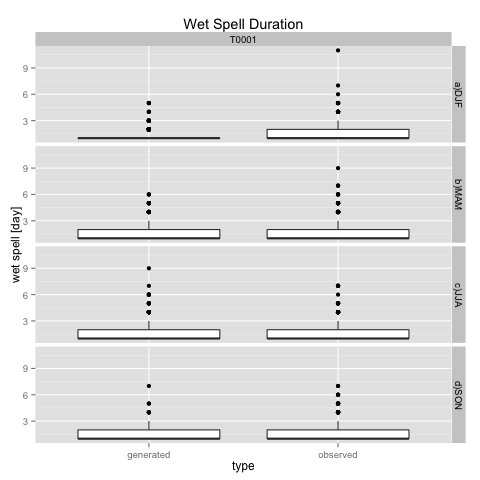 Wet Spell Duration
T0001
wet spell [day]
9
6
3
a)DJF
9
6
3
b)MAM
9
6
3
c)JJA
9
6
3
d)SON
generated observed
type